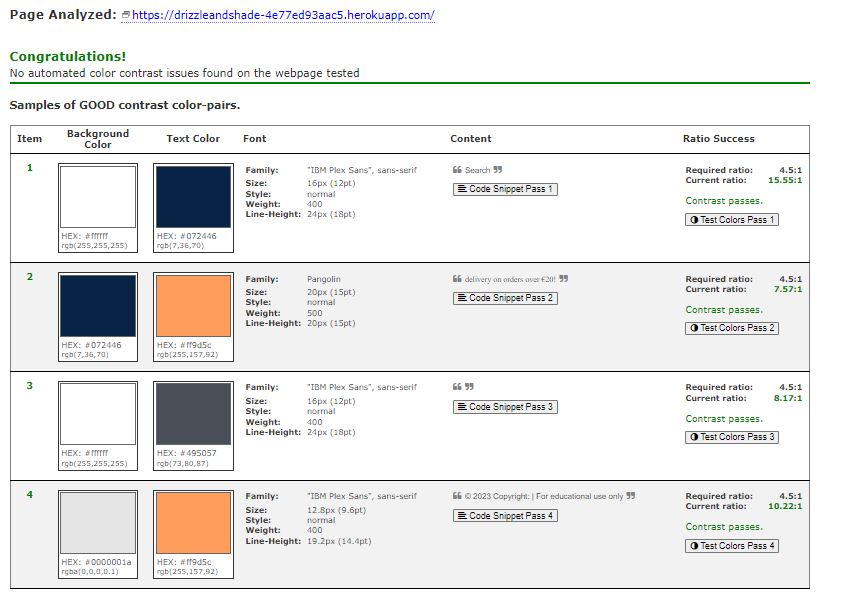 Page Analyzed: https://drizzleandshade-4e77ed93aac5.herokuapp.com/
Congratulations!
No automated color contrast issues found on the webpage tested
Samples of GOOD contrast color-pairs.
Item Background Color Text Color Font Content Ratio Success
1
HEX: #ffffff
rgb(255,255,255)
HEX: #072446
rgb(7,36,70)
Family: "IBM Plex Sans", sans-serif
Size: 16px (12pt)
Style: normal
Weight: 400
Line-Height: 24px (18pt)
❝ Search ❞
Code Snippet Pass 1
Required ratio: 4.5:1
Current ratio: 15.55:1
Contrast passes.
Test Colors Pass 1
2
HEX: #072446
rgb(7,36,70)
HEX: #ff9d5c
rgb(255,157,92)
Family: Pangolin
Size: 20px (15pt)
Style: normal
Weight: 500
Line-Height: 20px (15pt)
❝ delivery on orders over €20! ❞
Code Snippet Pass 2
Required ratio: 4.5:1
Current ratio: 7.57:1
Contrast passes.
Test Colors Pass 2
3
HEX: #ffffff
rgb(255,255,255)
HEX: #495057
rgb(73,80,87)
Family: "IBM Plex Sans", sans-serif
Size: 16px (12pt)
Style: normal
Weight: 400
Line-Height: 24px (18pt)
❝ ❞
Code Snippet Pass 3
Required ratio: 4.5:1
Current ratio: 8.17:1
Contrast passes.
Test Colors Pass 3
4
HEX: #0000001a
rgba(0,0,0,0.1)
HEX: #ff9d5c
rgb(255,157,92)
Family: "IBM Plex Sans", sans-serif
Size: 12.8px (9.6pt)
Style: normal
Weight: 400
Line-Height: 19.2px (14.4pt)
❝ © 2023 Copyright: | For educational use only ❞
Code Snippet Pass 4
Required ratio: 4.5:1
Current ratio: 10.22:1
Contrast passes.
Test Colors Pass 4